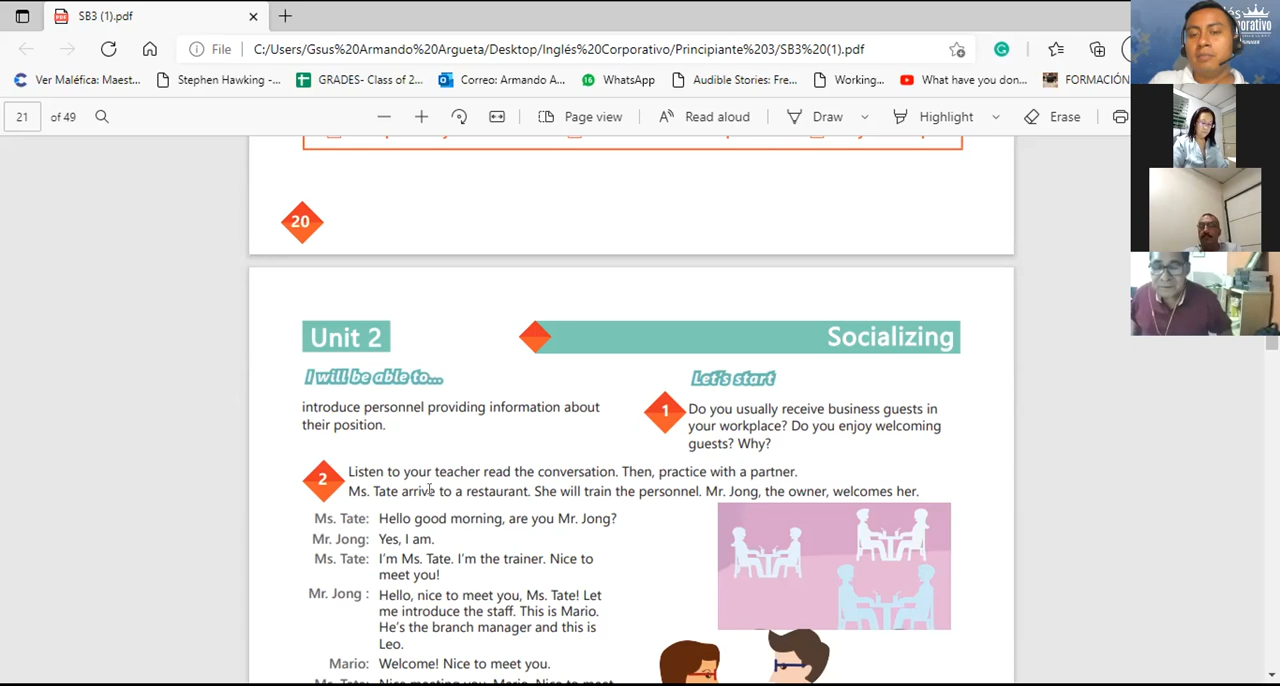 SB3 (1).pdf
File
C:/Users/Gsus%20Armando%20Argueta/Desktop/Inglés%20Corporativo/Principiante%203/SB3%20(1).pdf
Ver Maléfica: Maest...
Stephen Hawking -...
GRADES- Class of 2...
Correo: Armando A...
WhatsApp
Audible Stories: Fre...
Working...
What have you don...
FORMACIÓN
21 of 49
Page view
Read aloud
Draw
Highlight
Erase
20
Unit 2
Socializing
I will be able to...
introduce personnel providing information about
their position.
Let's start
1
Do you usually receive business guests in
your workplace? Do you enjoy welcoming
guests? Why?
2
Listen to your teacher read the conversation. Then, practice with a partner.
Ms. Tate arrive to a restaurant. She will train the personnel. Mr. Jong, the owner, welcomes her.
Ms. Tate: Hello good morning, are you Mr. Jong?
Mr. Jong: Yes, I am.
Ms. Tate: I'm Ms. Tate. I'm the trainer. Nice to
meet you!
Mr. Jong : Hello, nice to meet you, Ms. Tate! Let
me introduce the staff. This is Mario.
He's the branch manager and this is
Leo.
Mario: Welcome! Nice to meet you.